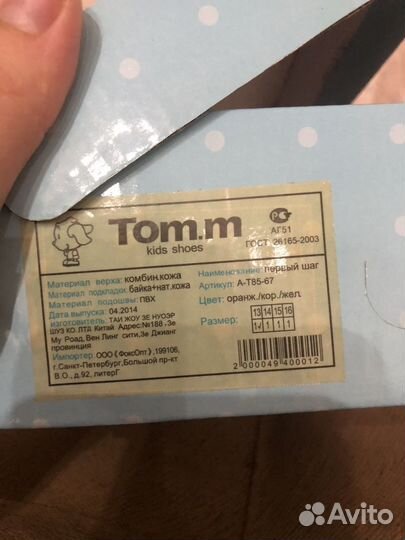 Tom.m
kids shoes
РС
АГ51
ГОСТ 26165-2003
Материал верха: комбин.кожа
Материал подкладки: байка+нат.кожа
Материал подошвы: ПВХ
Дата выпуска: 04.2014
изготовитель: ТАИ ЖОУ ЗЕ НУОЭР
ШУЗ КО.ЛТД Китай Адрес:№188 .Зе
Му Роад,Вен Линг сити,Зе Джианг
провинция
Импортер: ООО《ФоксОпт》,199106,
г.Санкт-Петербург,Большой пр-кт
В.О., д.92, литерГ
Наименование: первый шаг
Артикул: А-Т85-67
Цвет: оранж./кор./жел.
Размер: 13 14 15 16
1 1 1 1
2 000049 400012
Avito